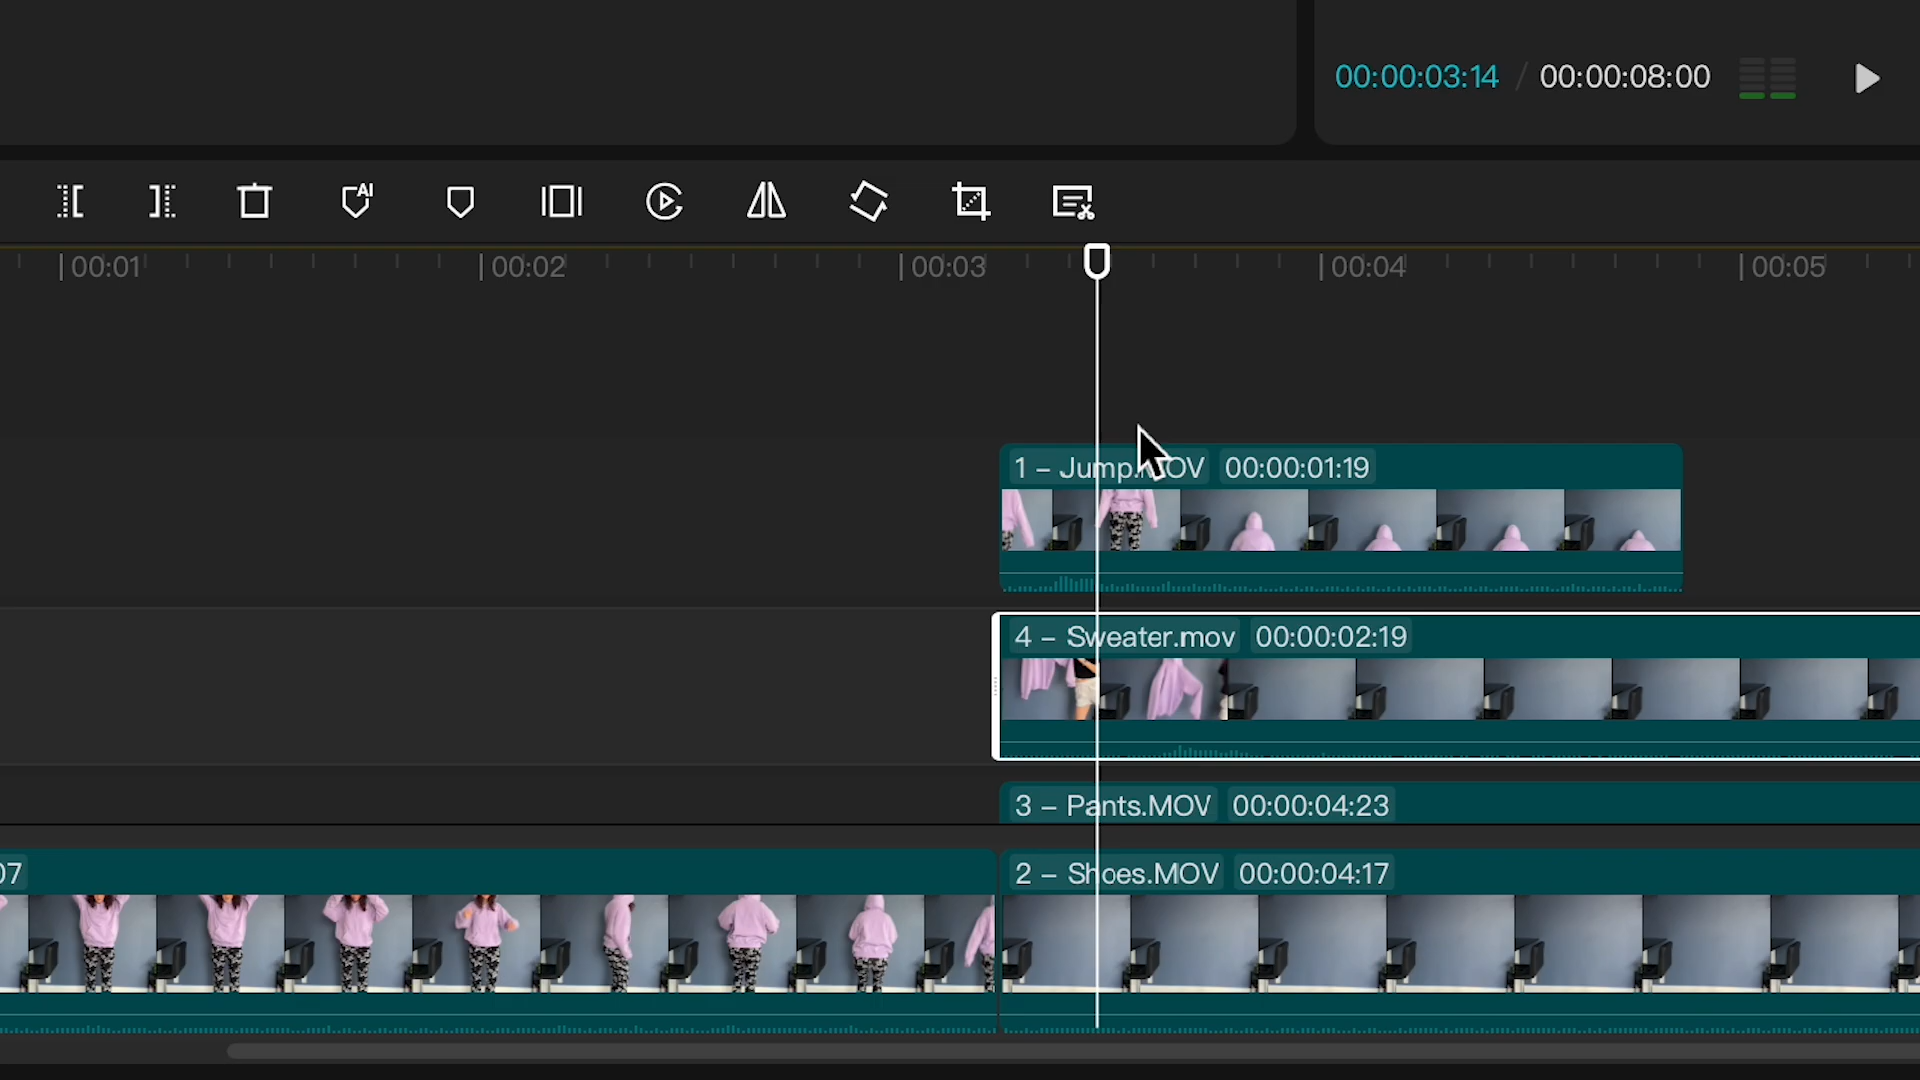 00:00:03:14 / 00:00:08:00
AI
00:01 00:02 00:03 00:04 00:05
1 – Jump.MOV 00:00:01:19
4 – Sweater.mov 00:00:02:19
3 – Pants.MOV 00:00:04:23
07 2 – Shoes.MOV 00:00:04:17